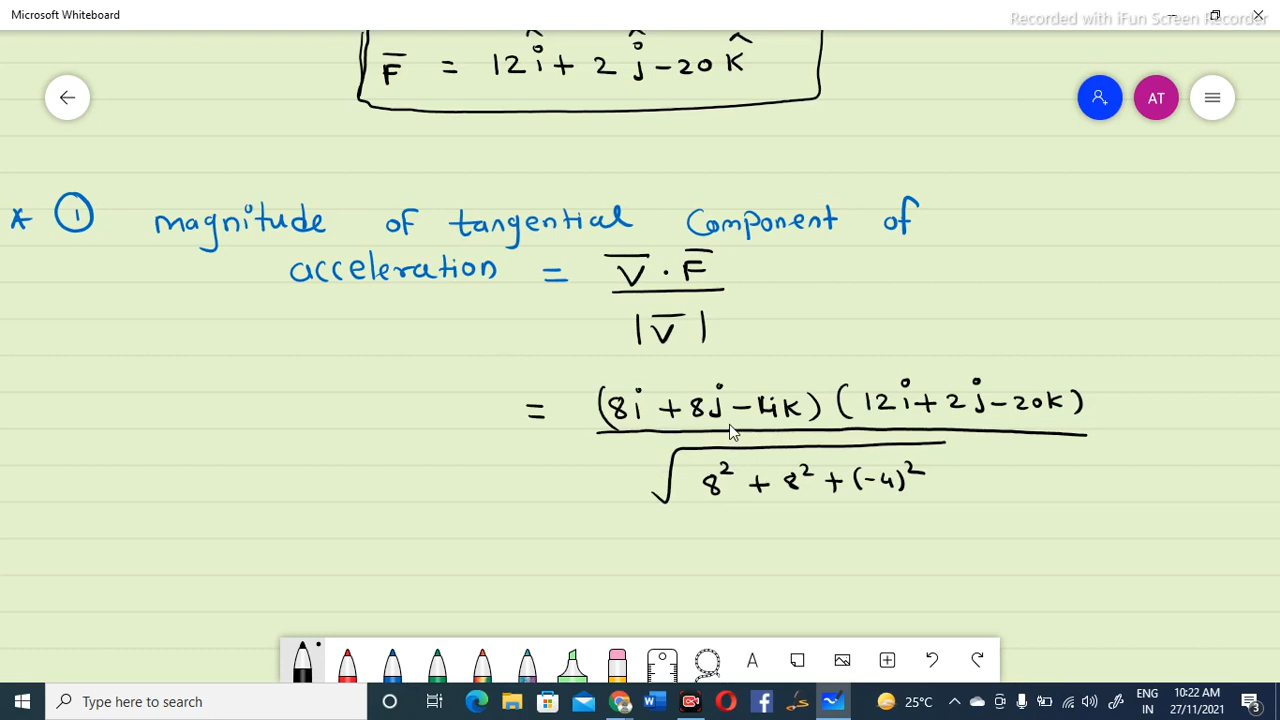 Microsoft Whiteboard
Recorded with iFun Screen Recorder
F̅ = 12î + 2ĵ - 20k̂
AT
* ① magnitude of tangential component of
acceleration = V̅ · F̅ / |V̅|
= (8i + 8j - 4k) (12i + 2j - 20k) / √(8² + 8² + (-4)²)
A
Type here to search
25°C
ENG
IN
10:22 AM
27/11/2021
3